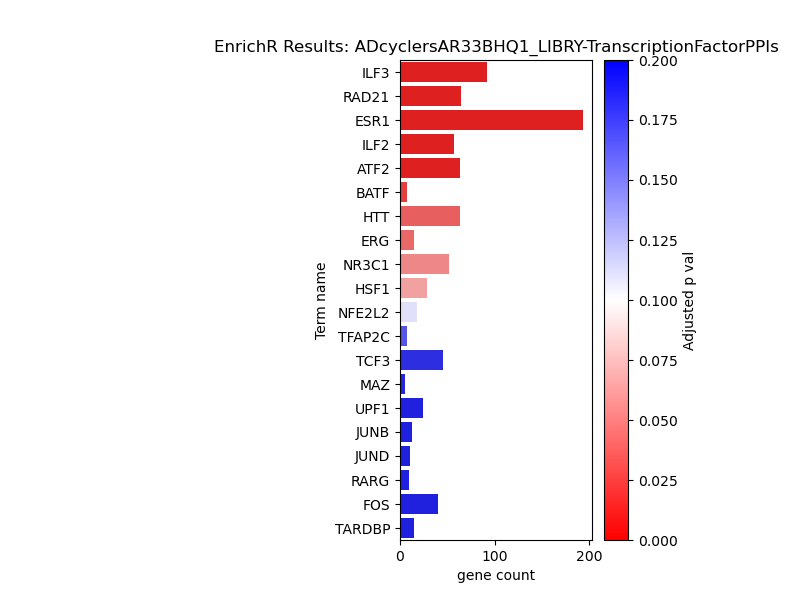 EnrichR Results: ADcyclersAR33BHQ1_LIBRY-TranscriptionFactorPPIs
Term name
ILF3
RAD21
ESR1
ILF2
ATF2
BATF
HTT
ERG
NR3C1
HSF1
NFE2L2
TFAP2C
TCF3
MAZ
UPF1
JUNB
JUND
RARG
FOS
TARDBP
0 100 200
gene count
0.200
0.175
0.150
0.125
0.100
0.075
0.050
0.025
0.000
Adjusted p val